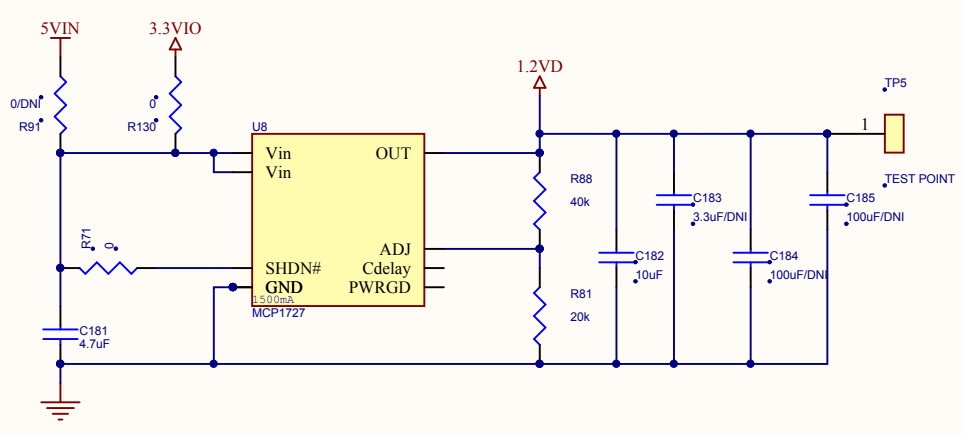 5VIN
3.3VIO
1.2VD
TP5
0/DNI
R91
0
R130
U8
1
Vin
Vin
OUT
TEST POINT
R88
40k
C183
3.3uF/DNI
C185
100uF/DNI
R71
0
ADJ
SHDN#
Cdelay
GND
PWRGD
1500mA
MCP1727
C182
10uF
C184
100uF/DNI
R81
20k
C181
4.7uF